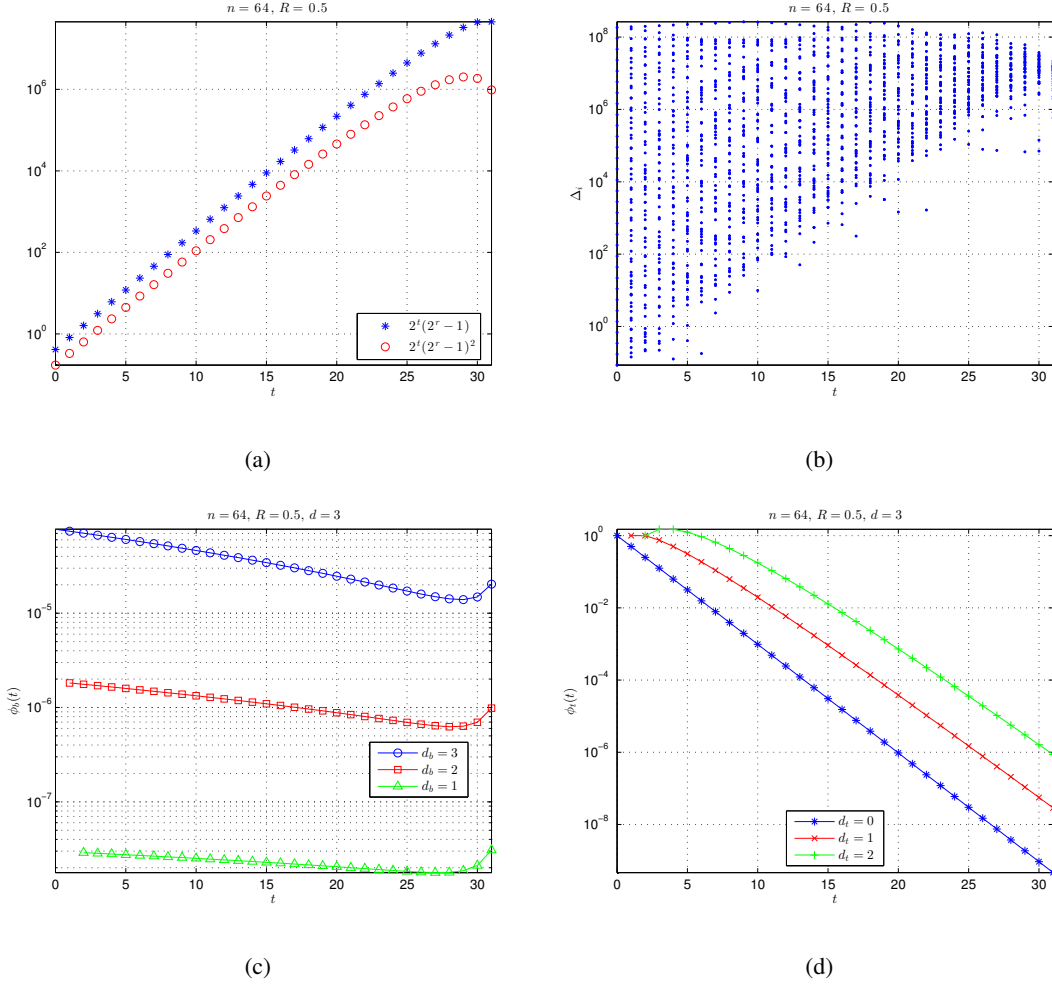 n = 64, R = 0.5
10^6
10^4
10^2
10^0
0 5 10 15 20 25 30
t
2^t(2^r − 1)
2^t(2^r − 1)^2
(a)
n = 64, R = 0.5
10^8
10^6
10^4
10^2
10^0
Δ_i
0 5 10 15 20 25 30
t
(b)
n = 64, R = 0.5, d = 3
10^−5
10^−6
10^−7
ϕ_b(t)
0 5 10 15 20 25 30
t
d_b = 3
d_b = 2
d_b = 1
(c)
n = 64, R = 0.5, d = 3
10^0
10^−2
10^−4
10^−6
10^−8
ϕ_t(t)
0 5 10 15 20 25 30
t
d_t = 0
d_t = 1
d_t = 2
(d)